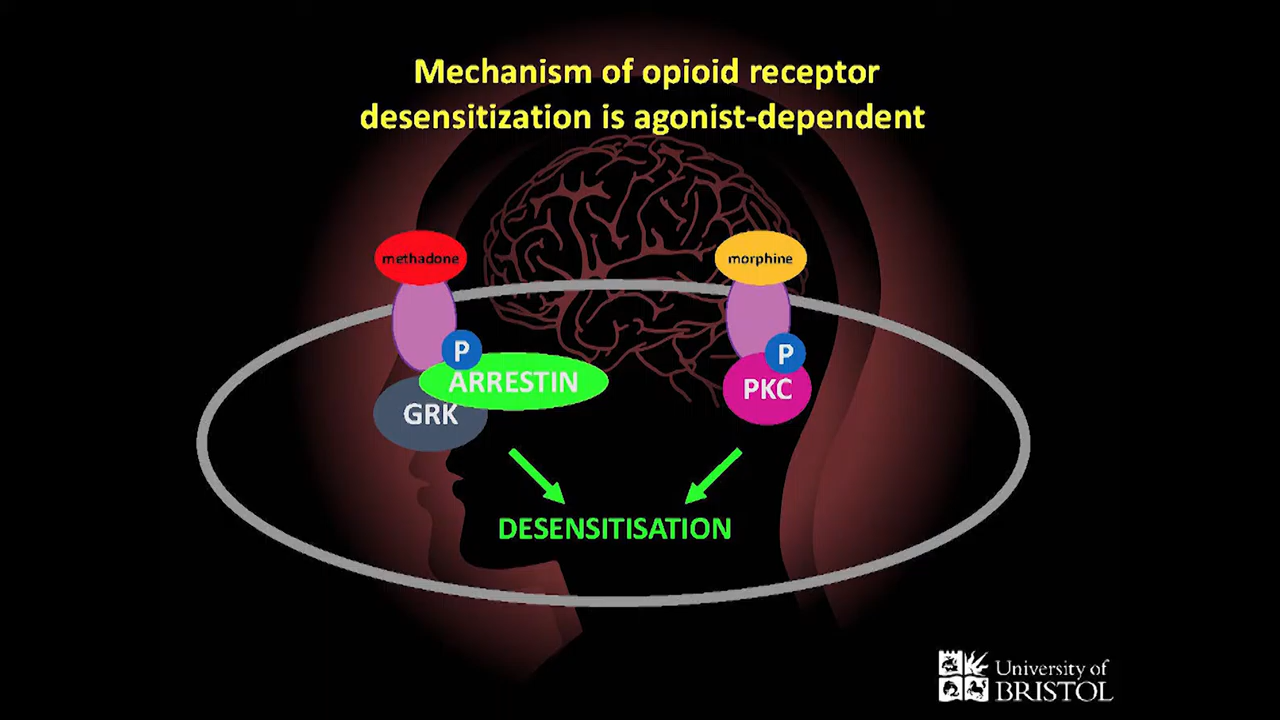 Mechanism of opioid receptor
desensitization is agonist-dependent
methadone
morphine
P
P
ARRESTIN
PKC
GRK
DESENSITISATION
University of
BRISTOL